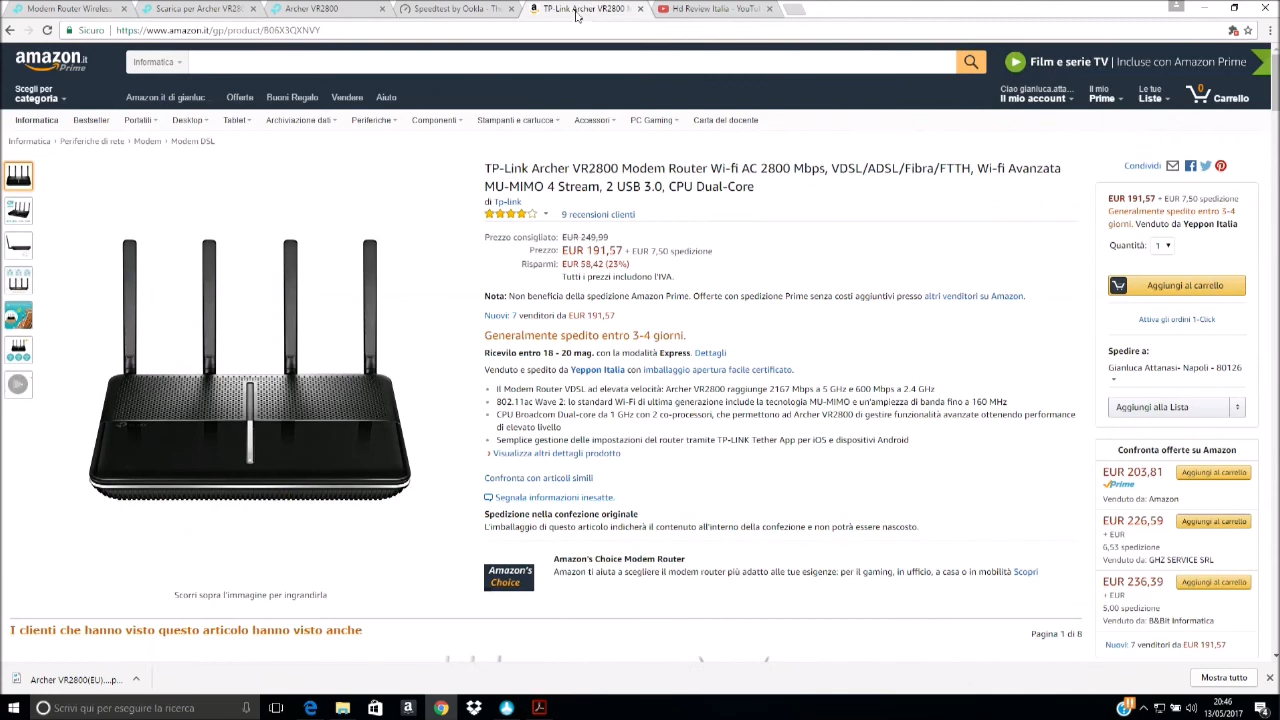 Modem Router Wireless
Scarica per Archer VR28
Archer VR2800
Speedtest by Ookla - The
TP-Link Archer VR2800
Hd Review Italia - YouTu
Sicuro
https://www.amazon.it/gp/product/B06X3QXNVY
amazon.it
Prime
Informatica
Film e serie TV | Incluse con Amazon Prime
Scegli per
categoria
Amazon.it di gianluc...
Offerte
Buoni Regalo
Vendere
Aiuto
Ciao gianluca.atta...
Il mio account
Il mio
Prime
Le tue
Liste
0
Carrello
Informatica
Bestseller
Portatili
Desktop
Tablet
Archiviazione dati
Periferiche
Componenti
Stampanti e cartucce
Accessori
PC Gaming
Carta del docente
Informatica › Periferiche di rete › Modem › Modem DSL
Condividi
TP-Link Archer VR2800 Modem Router Wi-fi AC 2800 Mbps, VDSL/ADSL/Fibra/FTTH, Wi-fi Avanzata
MU-MIMO 4 Stream, 2 USB 3.0, CPU Dual-Core
di Tp-link
9 recensioni clienti
Prezzo consigliato: EUR 249,99
Prezzo: EUR 191,57 + EUR 7,50 spedizione
Risparmi: EUR 58,42 (23%)
Tutti i prezzi includono l'IVA.
Nota: Non beneficia della spedizione Amazon Prime. Offerte con spedizione Prime senza costi aggiuntivi presso altri venditori su Amazon.
Nuovi: 7 venditori da EUR 191,57
Generalmente spedito entro 3-4 giorni.
Ricevilo entro 18 - 20 mag. con la modalità Express. Dettagli
Venduto e spedito da Yeppon Italia con imballaggio apertura facile certificato.
Il Modem Router VDSL ad elevata velocità: Archer VR2800 raggiunge 2167 Mbps a 5 GHz e 600 Mbps a 2.4 GHz
802.11ac Wave 2: lo standard Wi-Fi di ultima generazione include la tecnologia MU-MIMO e un'ampiezza di banda fino a 160 MHz
CPU Broadcom Dual-core da 1 GHz con 2 co-processori, che permettono ad Archer VR2800 di gestire funzionalità avanzate ottenendo performance
di elevato livello
Semplice gestione delle impostazioni del router tramite TP-LINK Tether App per iOS e dispositivi Android
› Visualizza altri dettagli prodotto
Confronta con articoli simili
Segnala informazioni inesatte.
Spedizione nella confezione originale
L'imballaggio di questo articolo indicherà il contenuto all'interno della confezione e non potrà essere nascosto.
Amazon's
Choice
Amazon's Choice Modem Router
Amazon ti aiuta a scegliere il modem router più adatto alle tue esigenze: per il gaming, in ufficio, a casa o in mobilità Scopri
Scorri sopra l'immagine per ingrandirla
EUR 191,57 + EUR 7,50 spedizione
Generalmente spedito entro 3-4
giorni. Venduto da Yeppon Italia
Quantità: 1
Aggiungi al carrello
Attiva gli ordini 1-Click
Spedire a:
Gianluca Attanasi- Napoli - 80126
Aggiungi alla Lista
Confronta offerte su Amazon
EUR 203,81
Aggiungi al carrello
Prime
Venduto da: Amazon
EUR 226,59
Aggiungi al carrello
+ EUR
6,53 spedizione
Venduto da: GHZ SERVICE SRL
EUR 236,39
Aggiungi al carrello
+ EUR
5,00 spedizione
Venduto da: B&Bit Informatica
Nuovi: 7 venditori da EUR 191,57
I clienti che hanno visto questo articolo hanno visto anche
Pagina 1 di 8
Archer VR2800(EU)....p...
Mostra tutto
Scrivi qui per eseguire la ricerca
20:46
13/05/2017
4